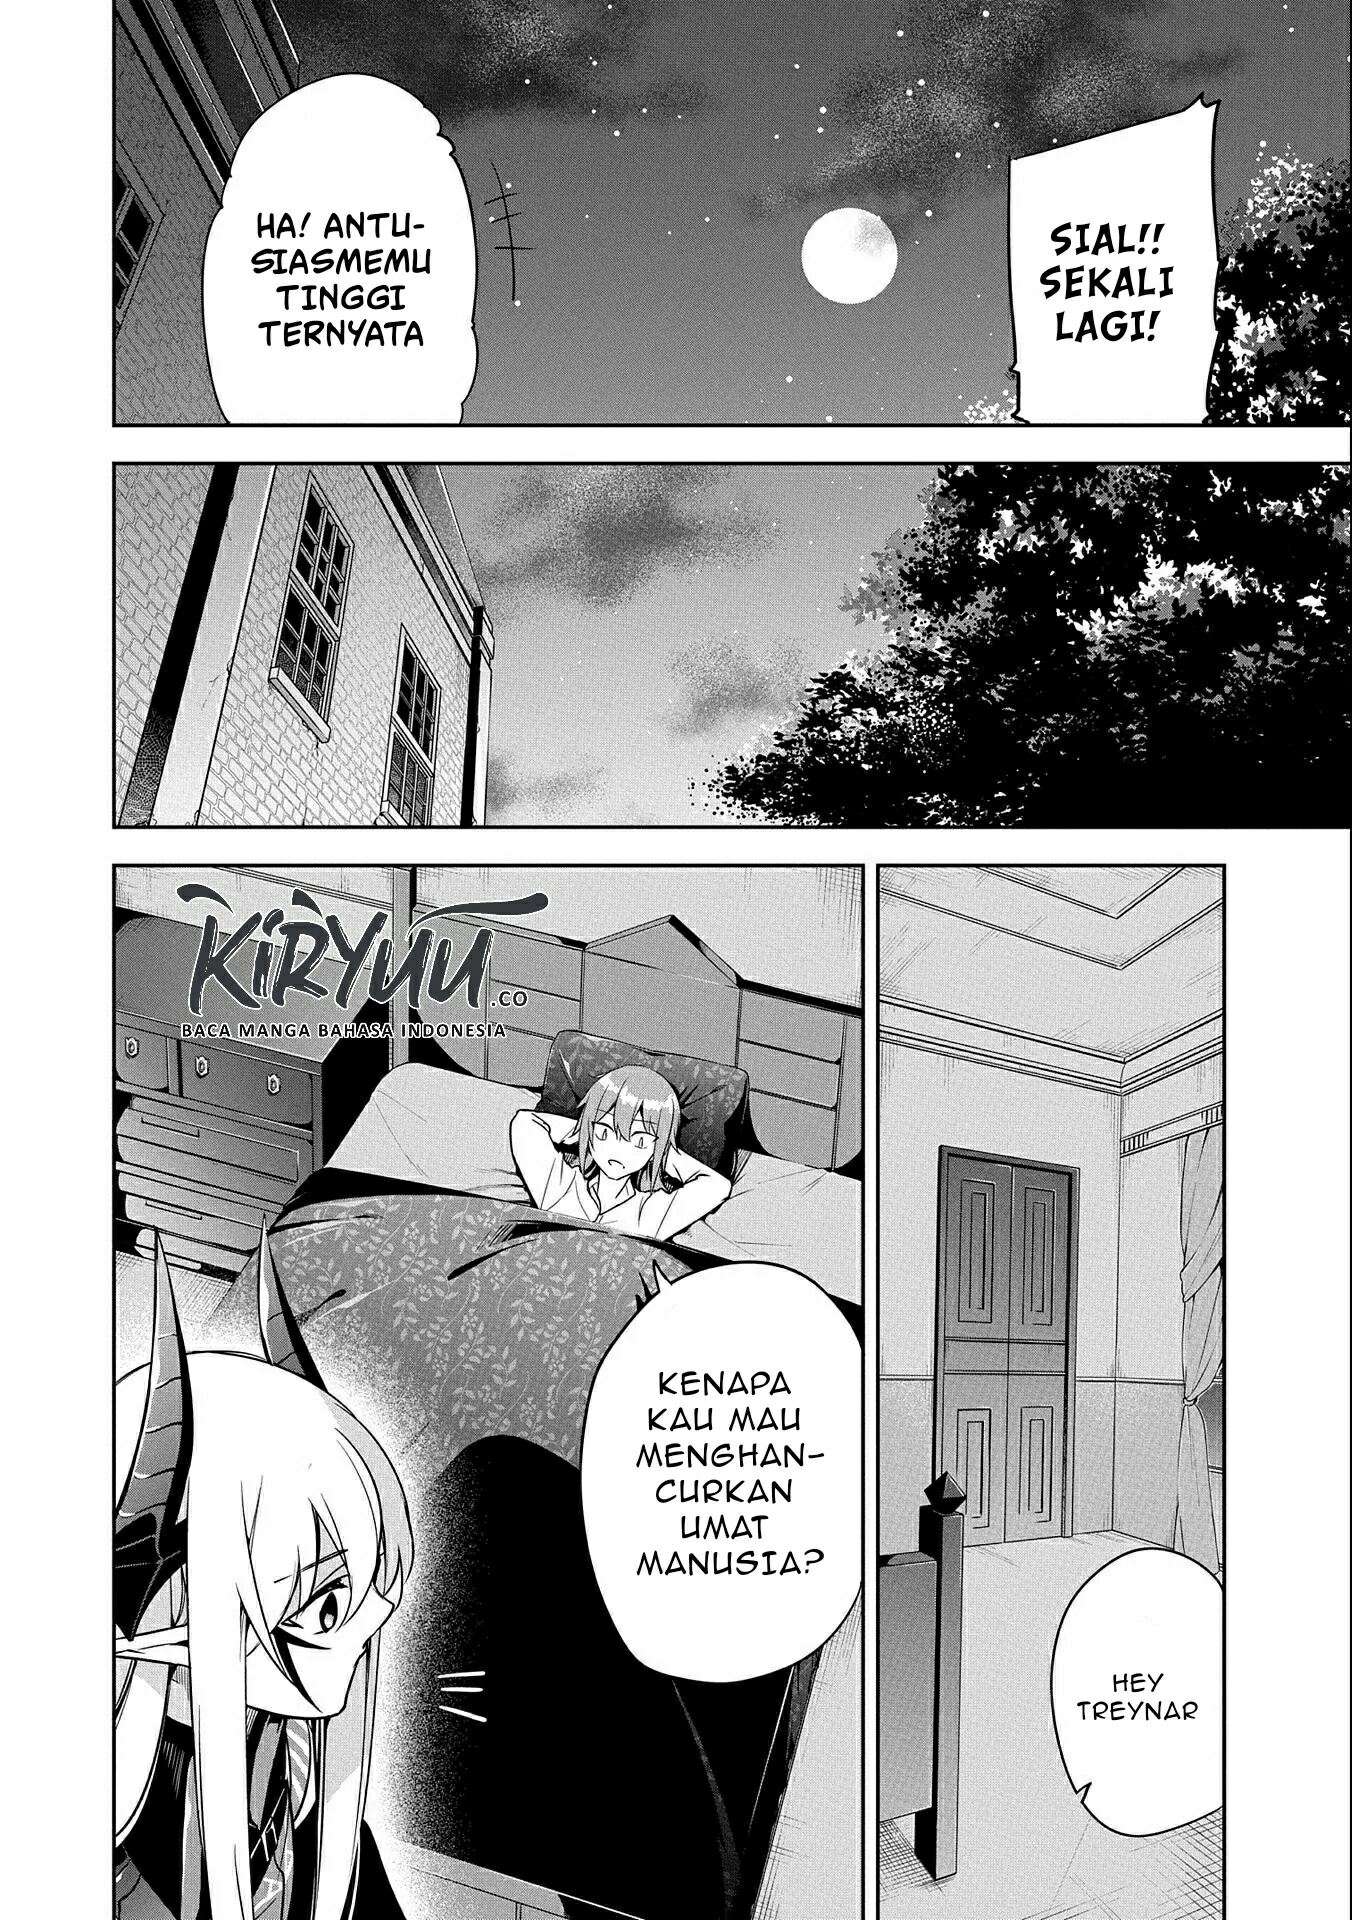 SIAL!!
SEKALI
LAGI!
HA! ANTU-
SIASMEMU
TINGGI
TERNYATA
KIRYUU.CO
BACA MANGA BAHASA INDONESIA
HEY
TREYNAR
KENAPA
KAU MAU
MENGHAN-
CURKAN
UMAT
MANUSIA?